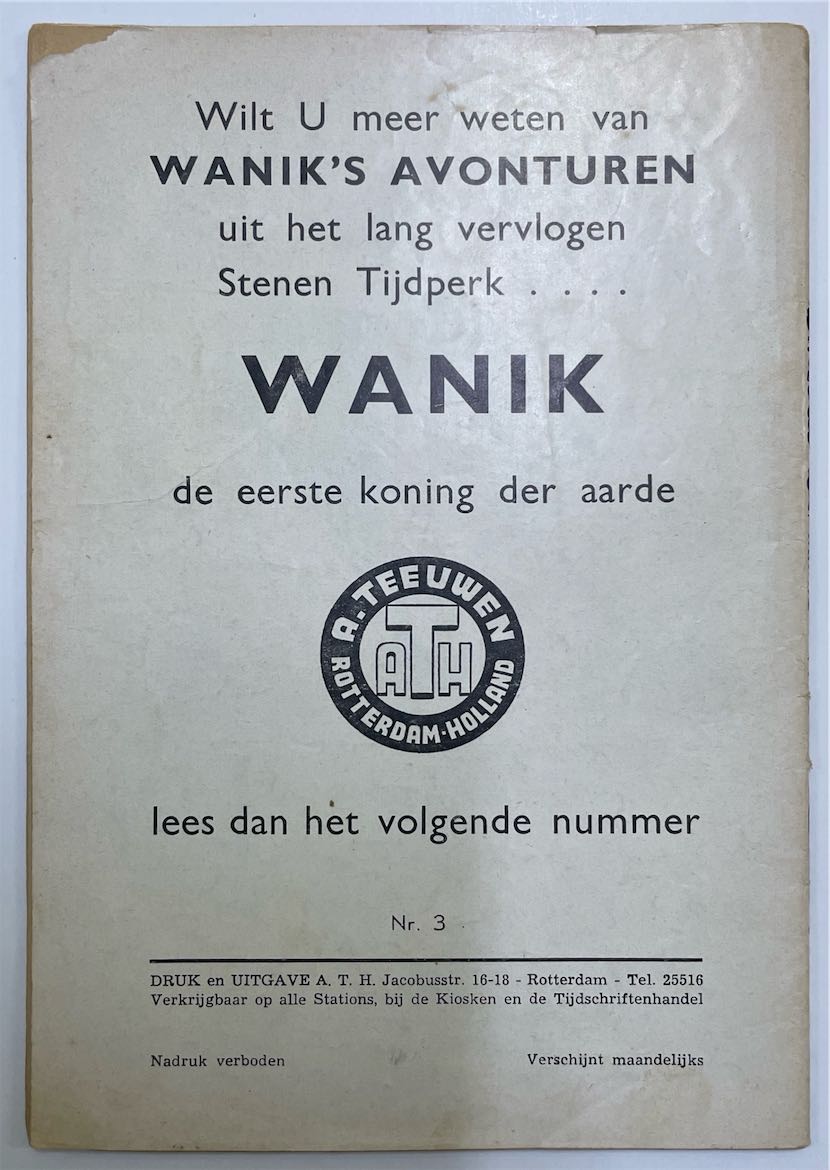 Wilt U meer weten van
WANIK'S AVONTUREN
uit het lang vervlogen
Stenen Tijdperk . . . .
WANIK
de eerste koning der aarde
A. TEEUWEN
ATH
ROTTERDAM-HOLLAND
lees dan het volgende nummer
Nr. 3
DRUK en UITGAVE A. T. H. Jacobusstr. 16-18 - Rotterdam - Tel. 25516
Verkrijgbaar op alle Stations, bij de Kiosken en de Tijdschriftenhandel
Nadruk verboden
Verschijnt maandelijks